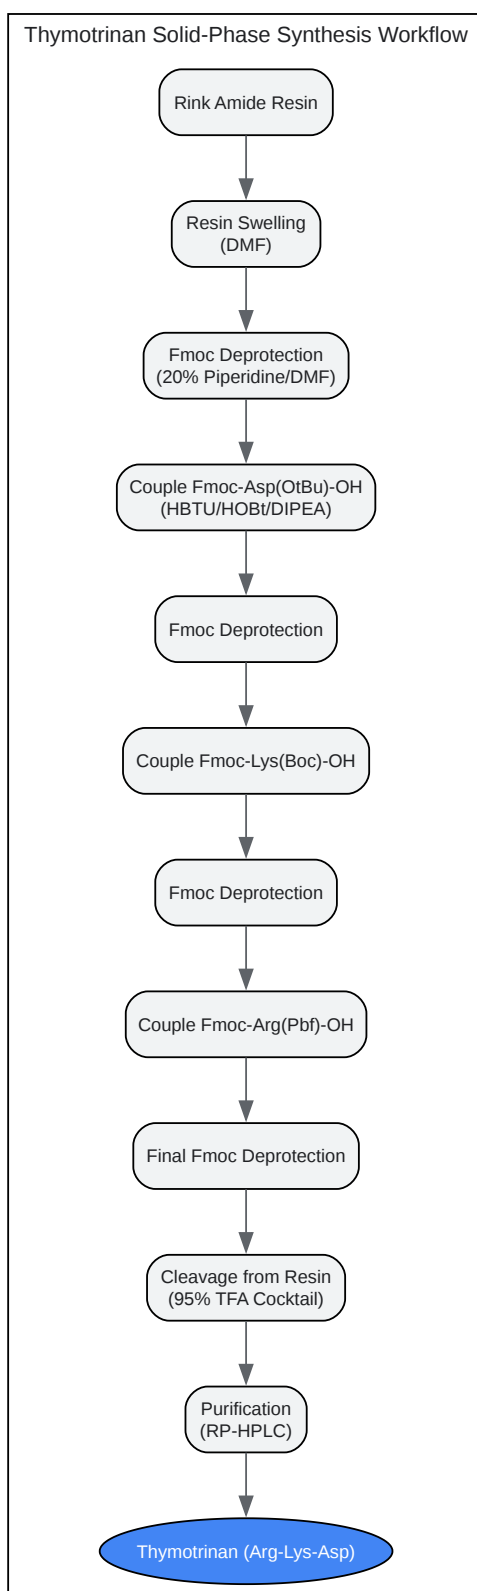 Thymotrinan Solid-Phase Synthesis Workflow
Rink Amide Resin
Resin Swelling
(DMF)
Fmoc Deprotection
(20% Piperidine/DMF)
Couple Fmoc-Asp(OtBu)-OH
(HBTU/HOBt/DIPEA)
Fmoc Deprotection
Couple Fmoc-Lys(Boc)-OH
Fmoc Deprotection
Couple Fmoc-Arg(Pbf)-OH
Final Fmoc Deprotection
Cleavage from Resin
(95% TFA Cocktail)
Purification
(RP-HPLC)
Thymotrinan (Arg-Lys-Asp)